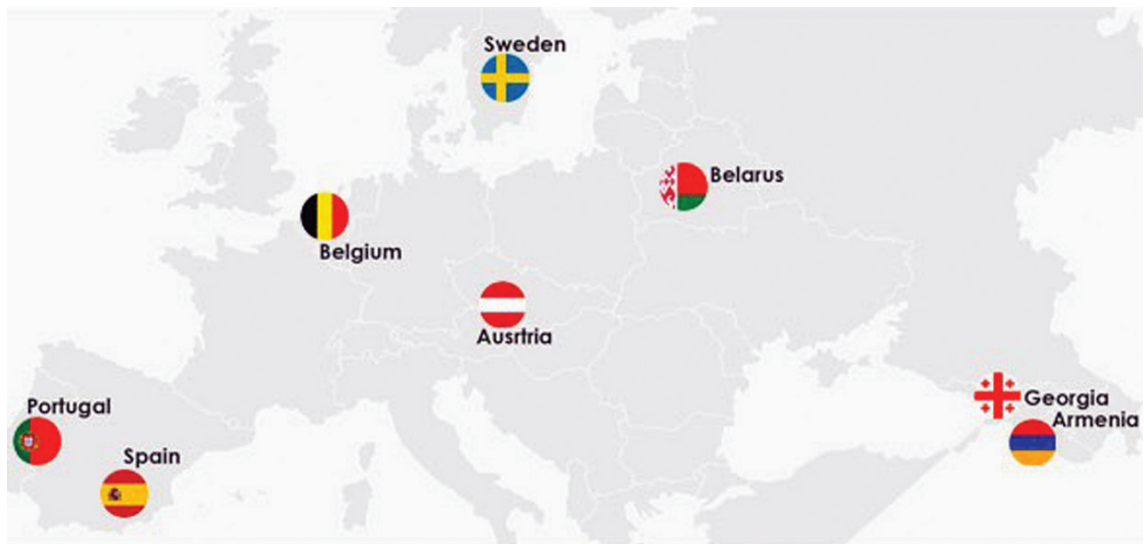 Sweden
Belarus
Belgium
Ausrtria
Portugal
Georgia
Armenia
Spain